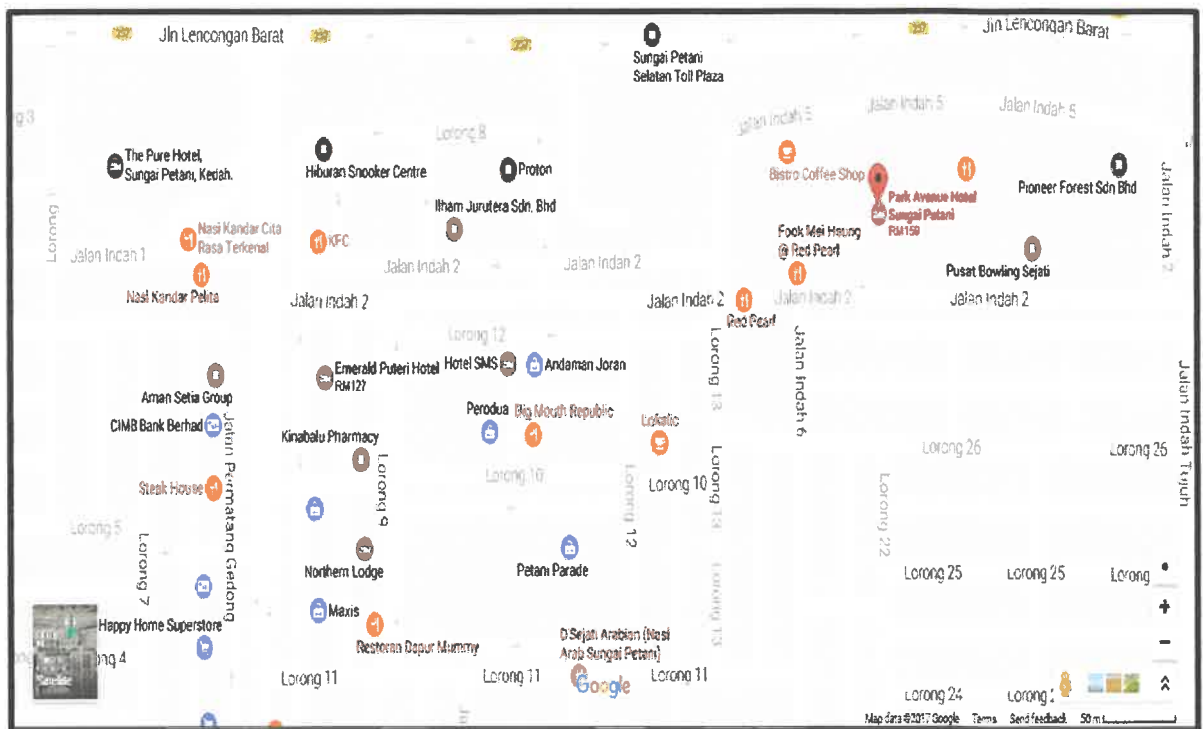 Jln Lencongan Barat
Jln Lencongan Barat
Sungai Petani
Selatan Toll Plaza
Jalan Indah 5
Jalan Indah 5
Jalan Indah 5
Lorong 8
The Pure Hotel,
Sungai Petani, Kedah.
Hiburan Snooker Centre
Proton
Bistro Coffee Shop
Pioneer Forest Sdn Bhd
Park Avenue Hotel
Sungai Petani
RM159
Jalan Indah 2
Ilham Jurutera Sdn. Bhd
Nasi Kandar Cita
Rasa Terkenal
KFC
Fook Mei Heung
@ Red Pearl
Lorong 1
Jalan Indah 1
Jalan Indah 2
Jalan Indah 2
Pusat Bowling Sejati
Nasi Kandar Pelita
Jalan Indah 2
Jalan Indah 2
Jalan Indah 2
Jalan Indah 2
Red Pearl
Lorong 12
Lorong 13
Jalan Indah 6
Emerald Puteri Hotel
RM127
Hotel SMS
Andaman Joran
Aman Setia Group
Jalan Indah Tujuh
CIMB Bank Berhad
Jalan Permatang Gedong
Perodua
Big Mouth Republic
Lokatic
Kinabalu Pharmacy
Lorong 26
Lorong 26
Lorong 9
Lorong 10
Lorong 10
Lorong 12
Lorong 13
Steak House
Lorong 22
Lorong 5
Lorong 7
Northern Lodge
Petani Parade
Lorong 25
Lorong 25
Lorong
Lorong 13
Maxis
Happy Home Superstore
Restoran Dapur Mummy
D Sejati Arabian (Nasi
Arab Sungai Petani)
Satellite
Lorong 11
Lorong 11
Lorong 11
Google
Lorong 24
Map data ©2017 Google Terms Send feedback 50 m